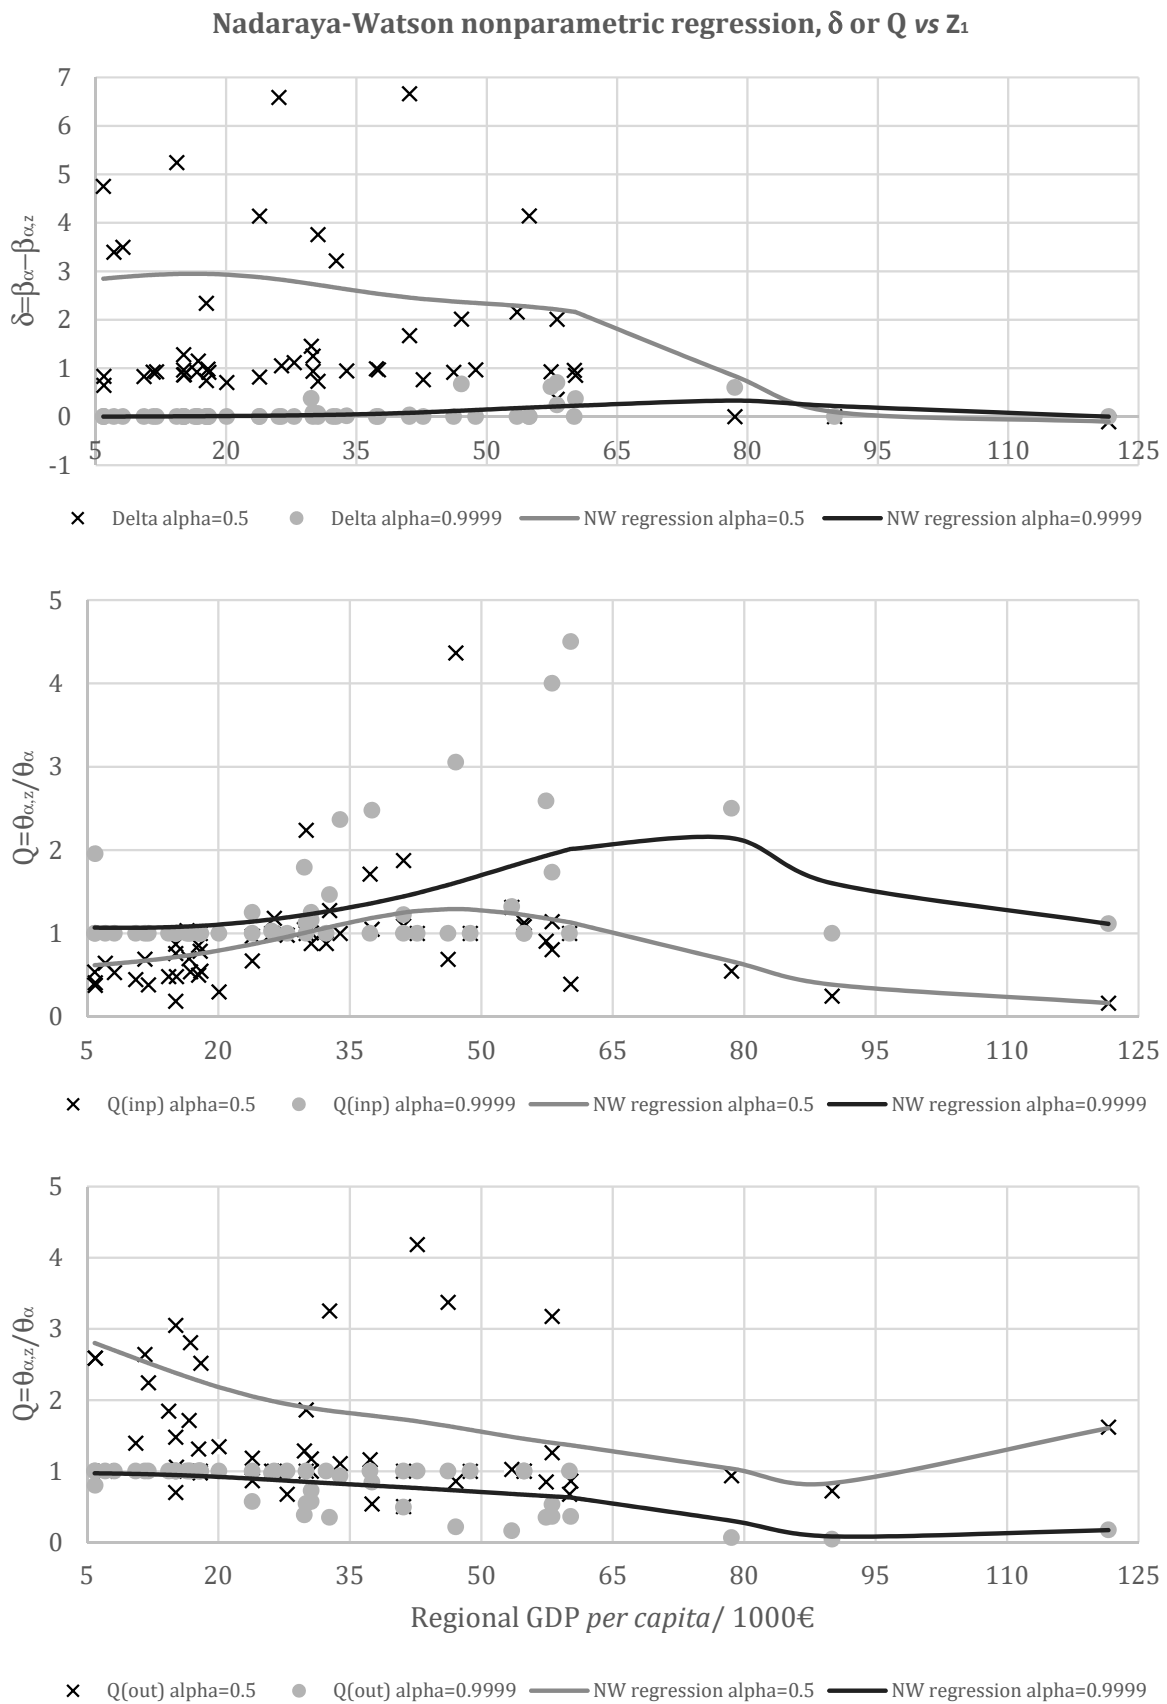 Nadaraya-Watson nonparametric regression, δ or Q vs Z₁
7
6
5
4
3
2
1
0
-1
δ=βα−βα,z
5 20 35 50 65 80 95 110 125
Delta alpha=0.5 Delta alpha=0.9999 NW regression alpha=0.5 NW regression alpha=0.9999
5
4
3
2
1
0
Q=θα,z/θα
5 20 35 50 65 80 95 110 125
Q(inp) alpha=0.5 Q(inp) alpha=0.9999 NW regression alpha=0.5 NW regression alpha=0.9999
5
4
3
2
1
0
Q=θα,z/θα
5 20 35 50 65 80 95 110 125
Regional GDP per capita/ 1000€
Q(out) alpha=0.5 Q(out) alpha=0.9999 NW regression alpha=0.5 NW regression alpha=0.9999